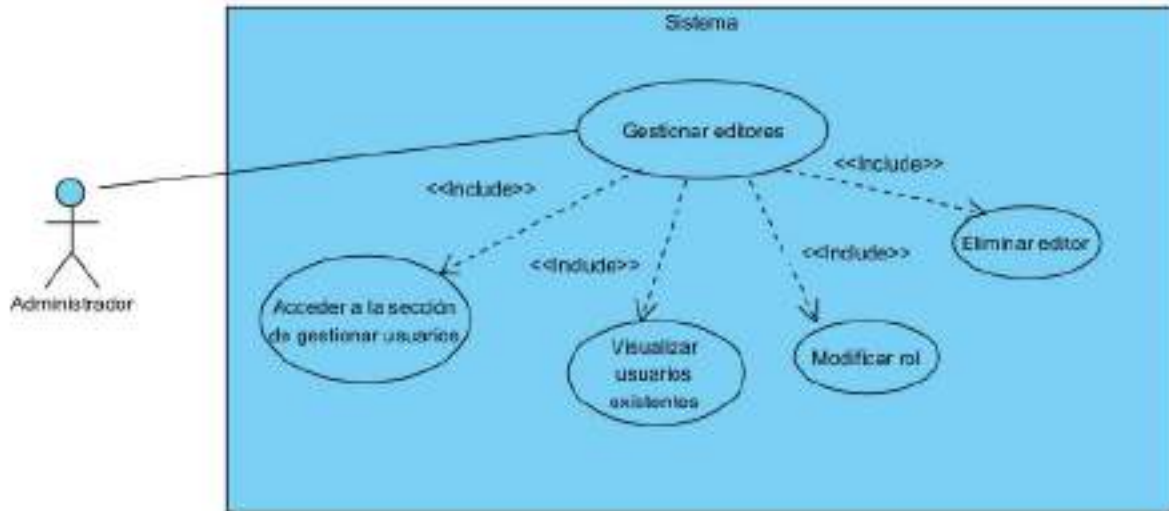 Sistema
Gestionar editores
<<Include>>
<<Include>>
Eliminar editor
<<Include>>
<<Include>>
Administrador
Acceder a la sección
de gestionar usuarios
Visualizar
usuarios
existentes
Modificar rol